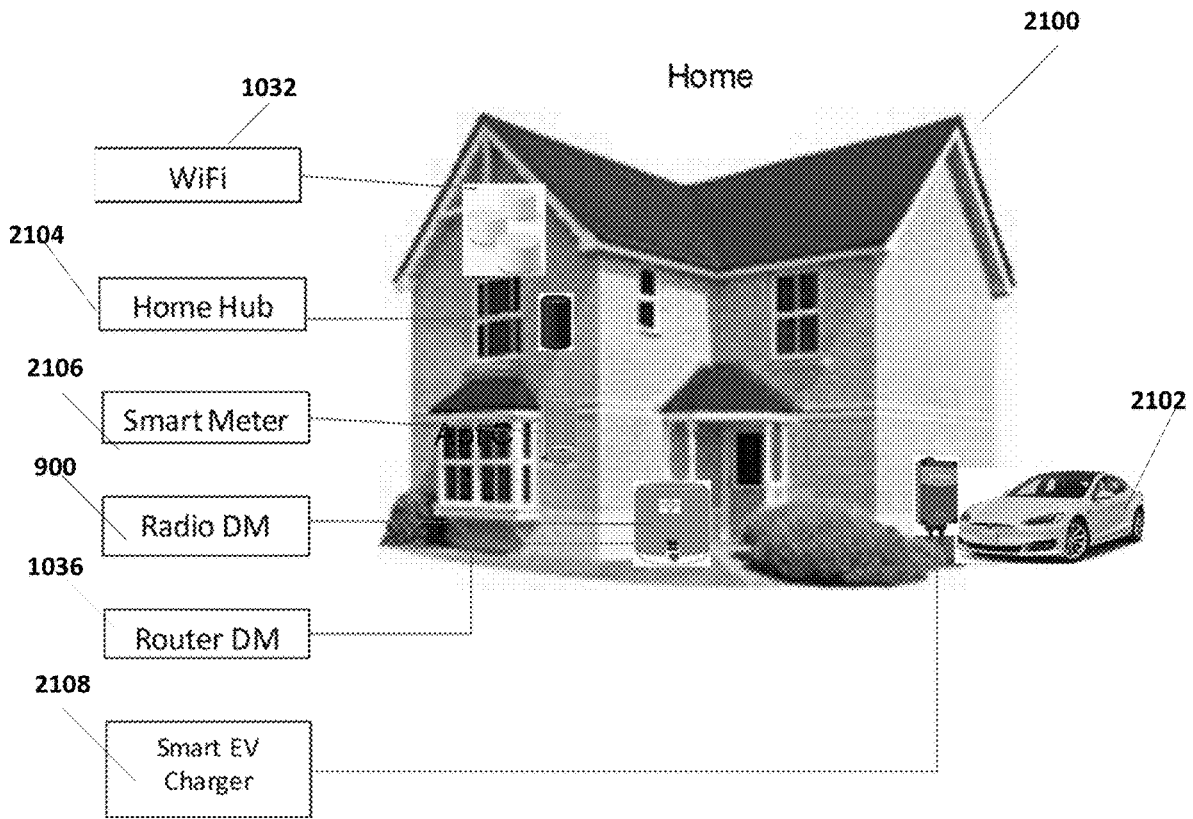 2100
Home
1032
WiFi
2104
Home Hub
2106
Smart Meter
2102
900
Radio DM
1036
Router DM
2108
Smart EV
Charger